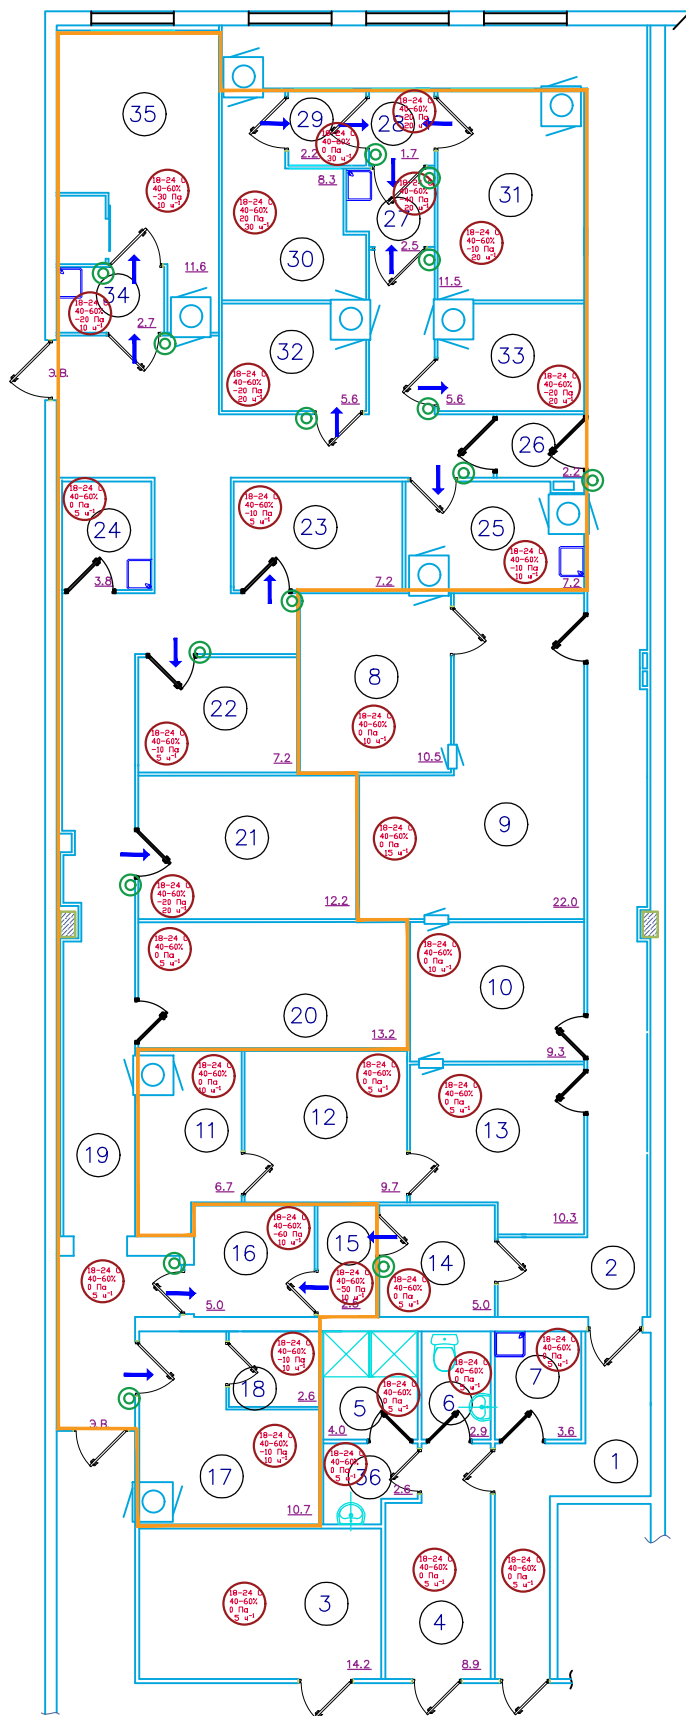 35
18-24 C
40-60%
-30 Па
10 ч⁻¹
11.6
29
18-24 C
40-60%
0 Па
30 ч⁻¹
2.2
28
18-24 C
40-60%
20 ч⁻¹
1.7
8.3
18-24 C
40-60%
20 Па
30 ч⁻¹
30
18-24 C
40-60%
-40 Па
20 ч⁻¹
27
2.5
31
18-24 C
40-60%
-10 Па
20 ч⁻¹
11.5
34
18-24 C
40-60%
-20 Па
10 ч⁻¹
2.7
32
18-24 C
40-60%
-20 Па
20 ч⁻¹
5.6
33
18-24 C
40-60%
-20 Па
20 ч⁻¹
5.6
Э.В.
26
2.2
18-24 C
40-60%
0 Па
5 ч⁻¹
24
3.8
18-24 C
40-60%
-10 Па
5 ч⁻¹
23
7.2
25
18-24 C
40-60%
-10 Па
10 ч⁻¹
7.2
22
18-24 C
40-60%
-10 Па
5 ч⁻¹
7.2
8
18-24 C
40-60%
0 Па
10 ч⁻¹
10.5
21
18-24 C
40-60%
-20 Па
20 ч⁻¹
12.2
9
18-24 C
40-60%
0 Па
15 ч⁻¹
22.0
18-24 C
40-60%
0 Па
5 ч⁻¹
20
13.2
18-24 C
40-60%
0 Па
10 ч⁻¹
10
9.3
18-24 C
40-60%
0 Па
10 ч⁻¹
11
6.7
18-24 C
40-60%
0 Па
5 ч⁻¹
12
9.7
18-24 C
40-60%
0 Па
5 ч⁻¹
13
10.3
19
18-24 C
40-60%
0 Па
5 ч⁻¹
18-24 C
40-60%
-60 Па
10 ч⁻¹
16
5.0
15
18-24 C
40-60%
-50 Па
10 ч⁻¹
14
18-24 C
40-60%
0 Па
5 ч⁻¹
5.0
2
18-24 C
40-60%
-10 Па
10 ч⁻¹
18
2.6
18-24 C
40-60%
0 Па
5 ч⁻¹
5
4.0
18-24 C
40-60%
0 Па
5 ч⁻¹
6
2.9
18-24 C
40-60%
5 ч⁻¹
7
3.6
Э.В.
18-24 C
40-60%
-10 Па
10 ч⁻¹
17
10.7
18-24 C
40-60%
0 Па
5 ч⁻¹
36
2.6
1
18-24 C
40-60%
0 Па
5 ч⁻¹
3
14.2
18-24 C
40-60%
0 Па
5 ч⁻¹
4
8.9
18-24 C
40-60%
0 Па
5 ч⁻¹